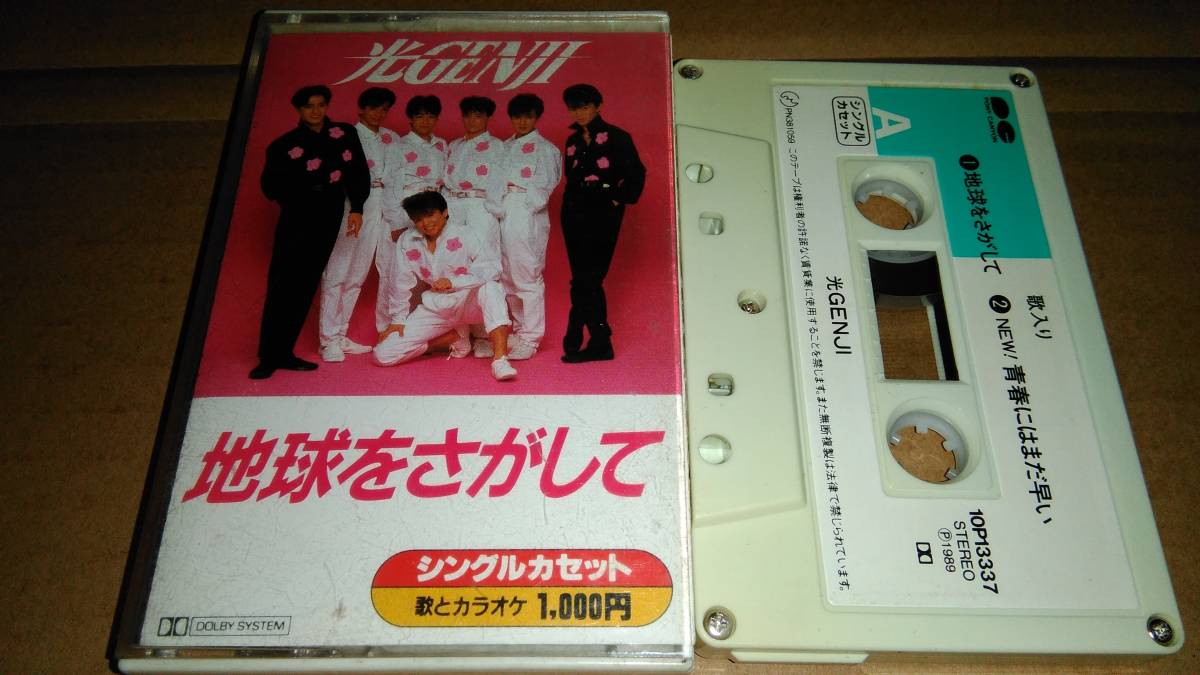 光GENJI
地球をさがして
シングルカセット
歌とカラオケ 1,000円
DOLBY SYSTEM
PONY CANYON
A
シングルカセット
歌入り
❶地球をさがして
❷NEW! 青春にはまだ早い
光GENJI
PN381059 このテープは権利者の許諾なく賃貸業に使用することを禁じます。また無断複製は法律で禁じられています。
10P13337
STEREO
Ⓟ1989